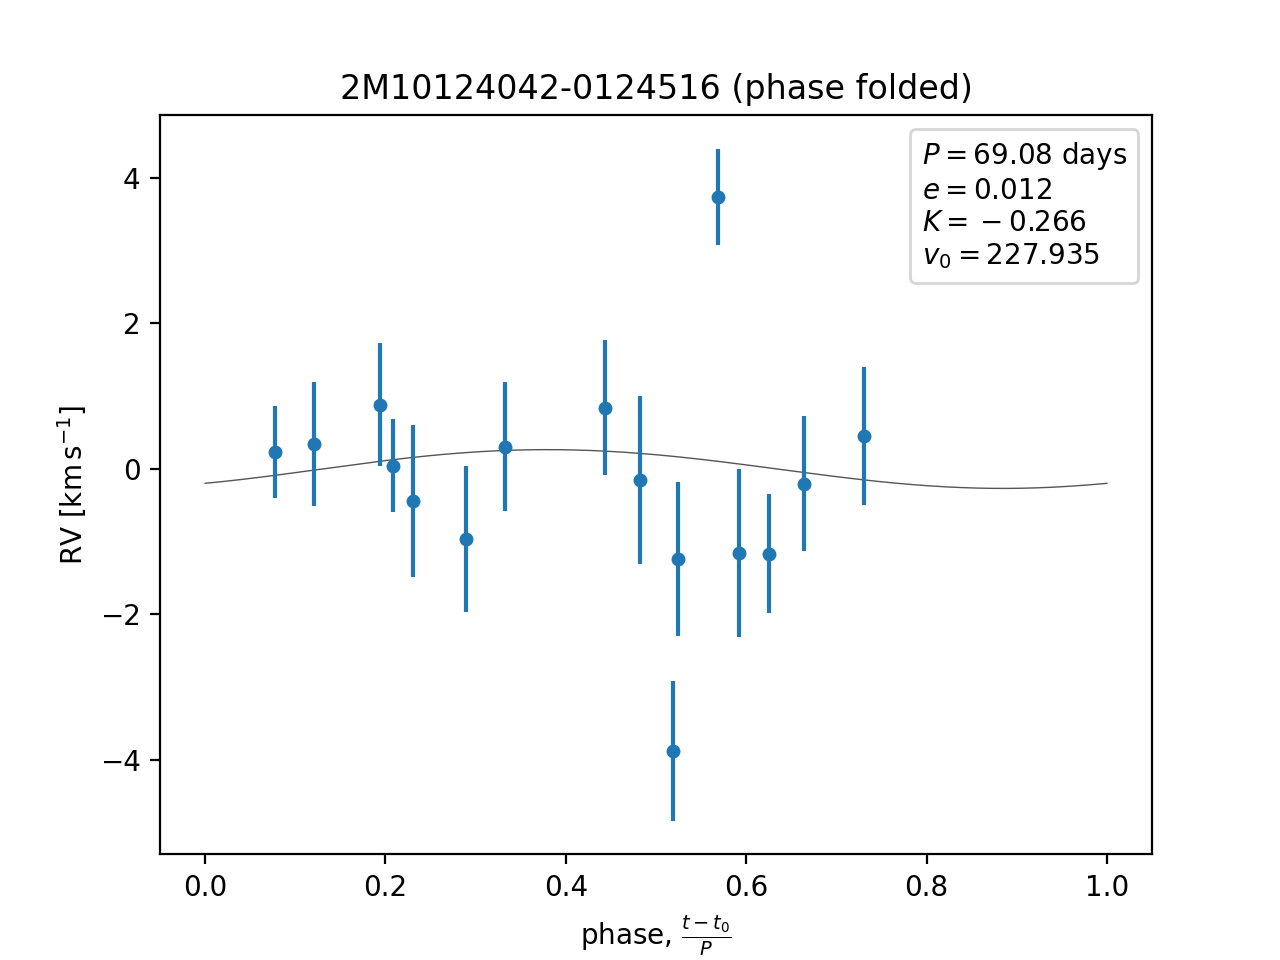 2M10124042-0124516 (phase folded)
P = 69.08 days
e = 0.012
K = −0.266
v₀ = 227.935
4
2
0
−2
−4
RV [km s⁻¹]
0.0 0.2 0.4 0.6 0.8 1.0
phase, (t − t₀)/P